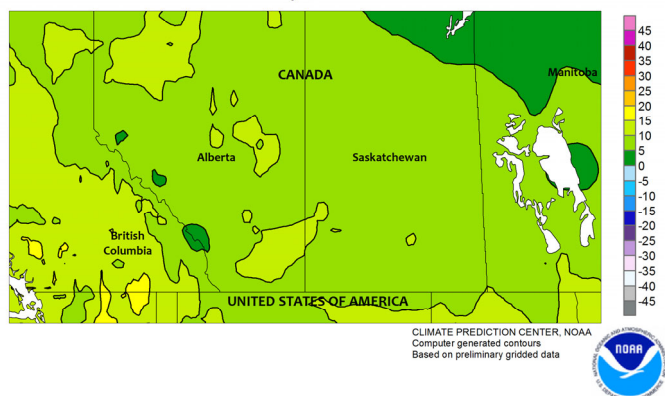 CANADA
Manitoba
Alberta
Saskatchewan
British
Columbia
UNITED STATES OF AMERICA
45
40
35
30
25
20
15
10
5
0
-5
-10
-15
-20
-25
-30
-35
-40
-45
CLIMATE PREDICTION CENTER, NOAA
Computer generated contours
Based on preliminary gridded data
NOAA